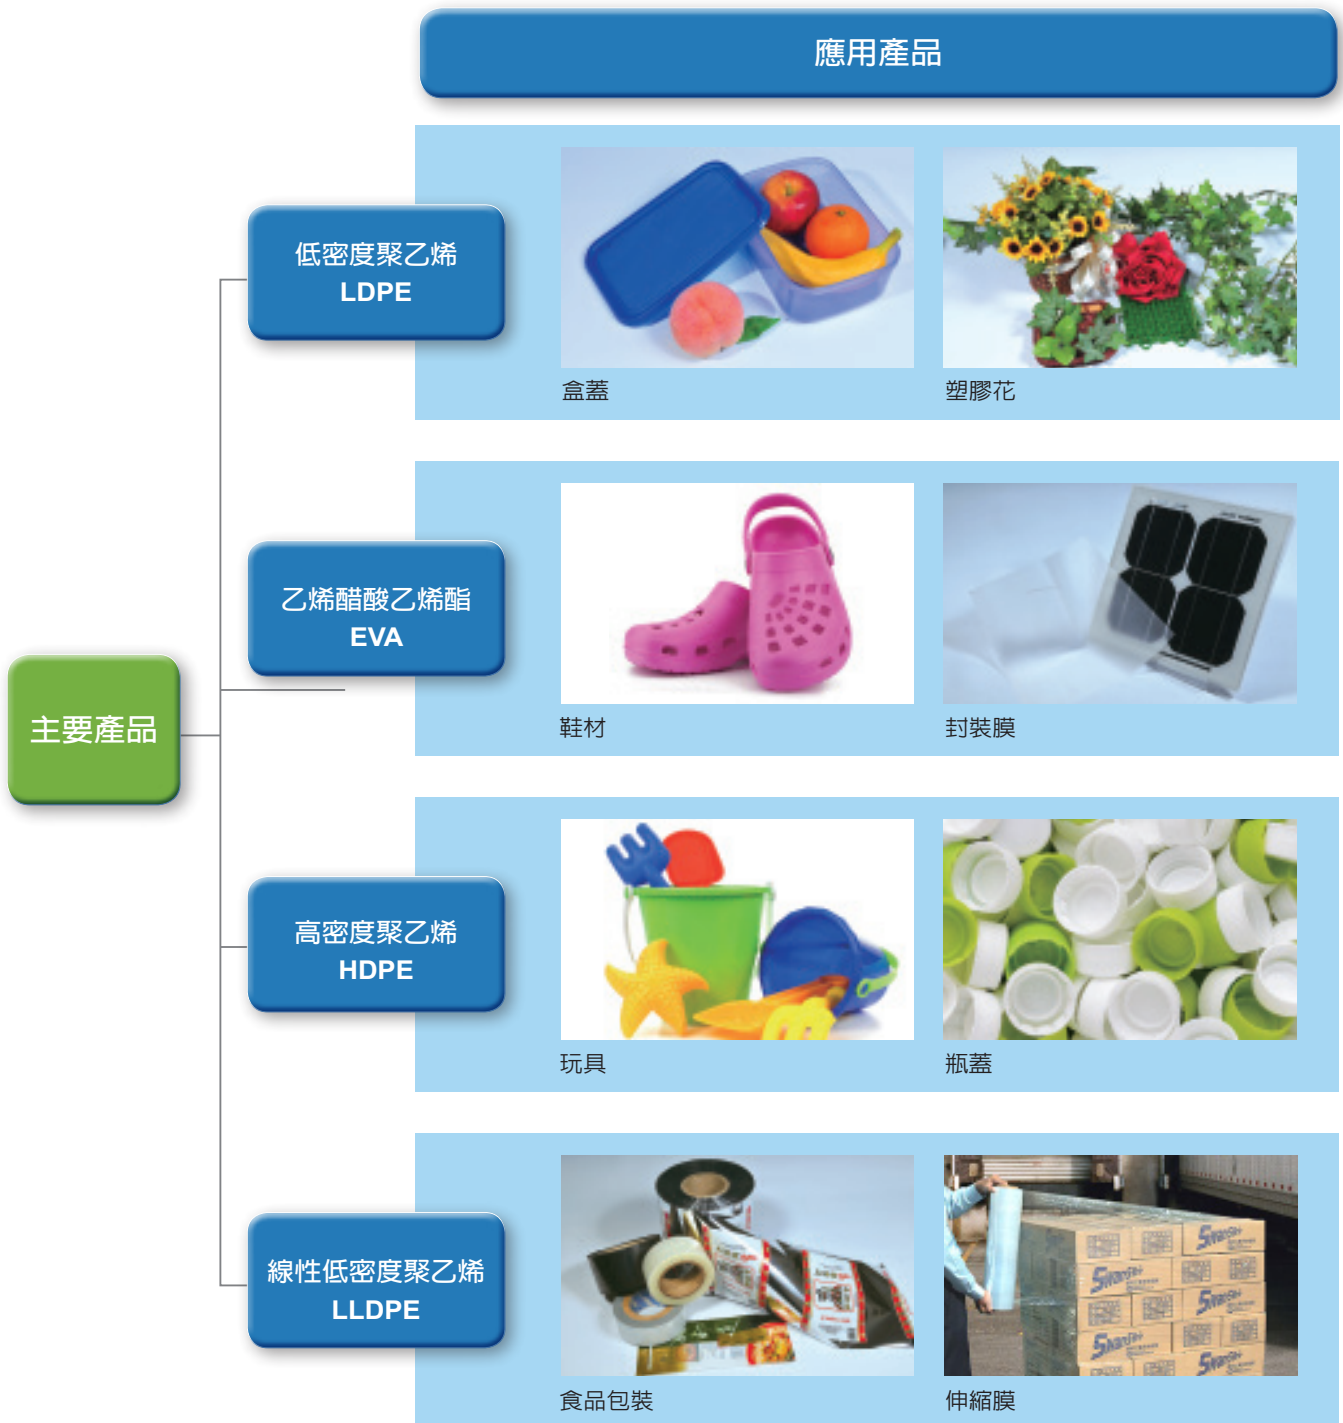 應用產品
低密度聚乙烯
LDPE
盒蓋
塑膠花
乙烯醋酸乙烯酯
EVA
鞋材
封裝膜
主要產品
高密度聚乙烯
HDPE
玩具
瓶蓋
線性低密度聚乙烯
LLDPE
食品包裝
伸縮膜